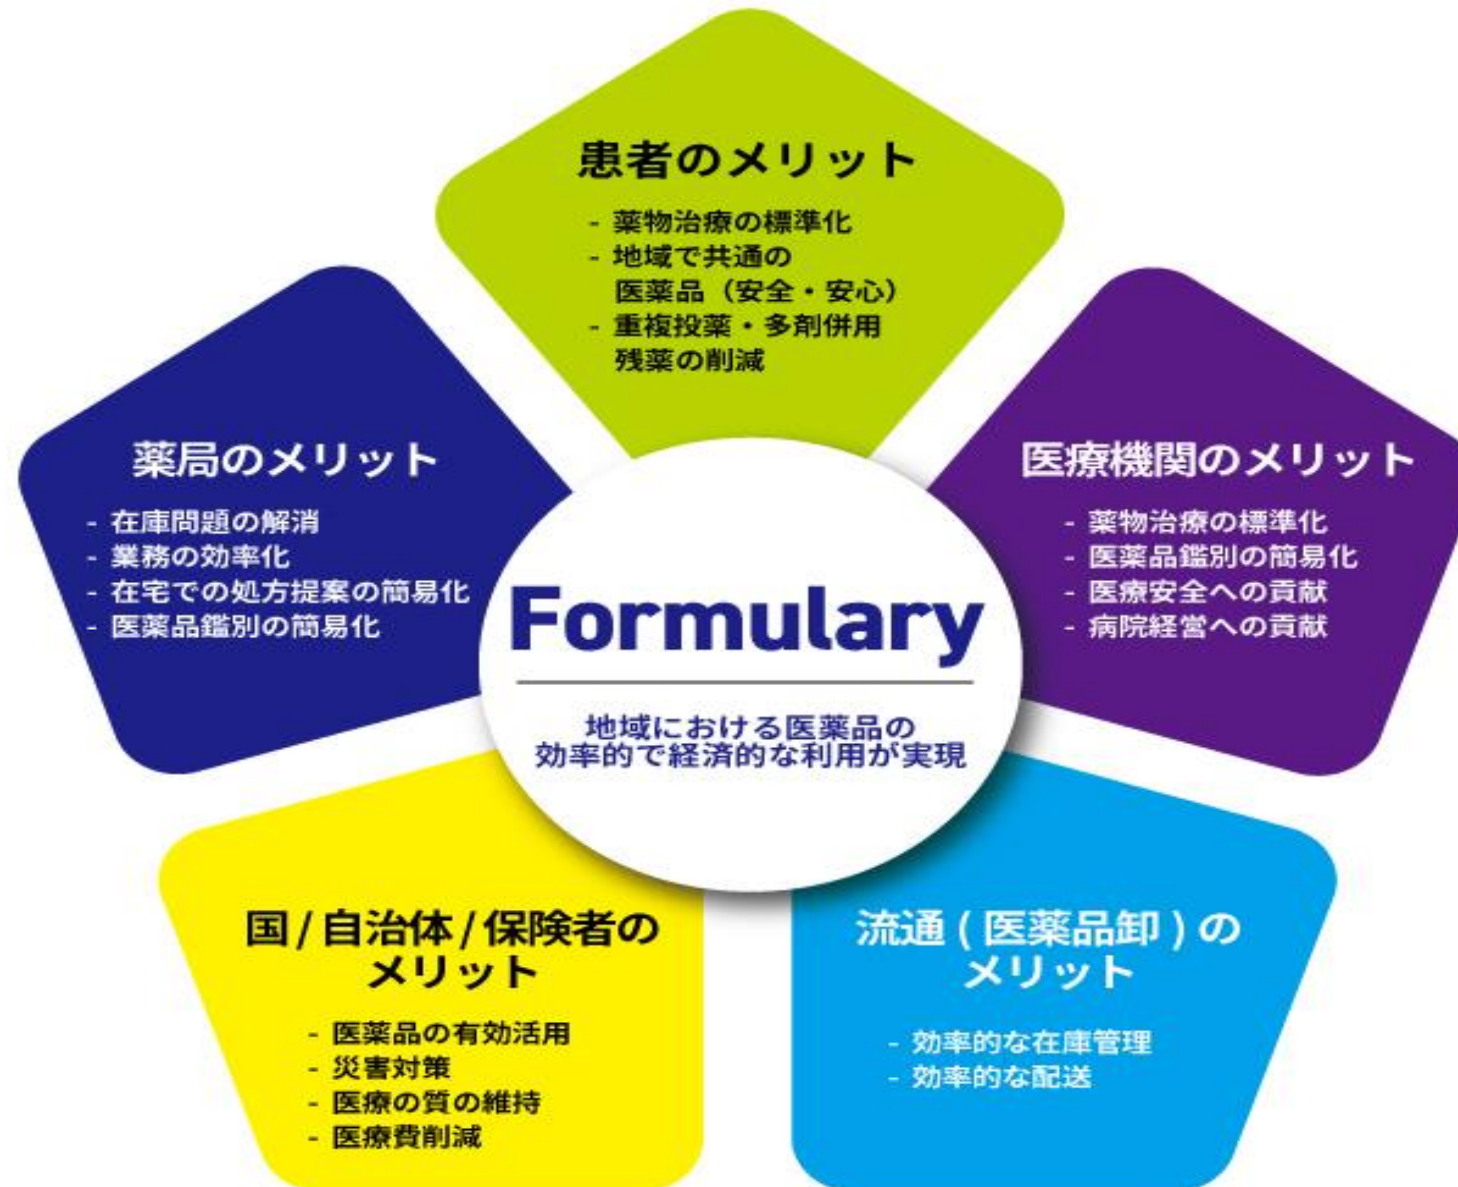 患者のメリット
- 薬物治療の標準化
- 地域で共通の
医薬品（安全・安心）
- 重複投薬・多剤併用
残薬の削減
薬局のメリット
- 在庫問題の解消
- 業務の効率化
- 在宅での処方提案の簡易化
- 医薬品鑑別の簡易化
医療機関のメリット
- 薬物治療の標準化
- 医薬品鑑別の簡易化
- 医療安全への貢献
- 病院経営への貢献
Formulary
地域における医薬品の
効率的で経済的な利用が実現
国/自治体/保険者の
メリット
- 医薬品の有効活用
- 災害対策
- 医療の質の維持
- 医療費削減
流通(医薬品卸)の
メリット
- 効率的な在庫管理
- 効率的な配送